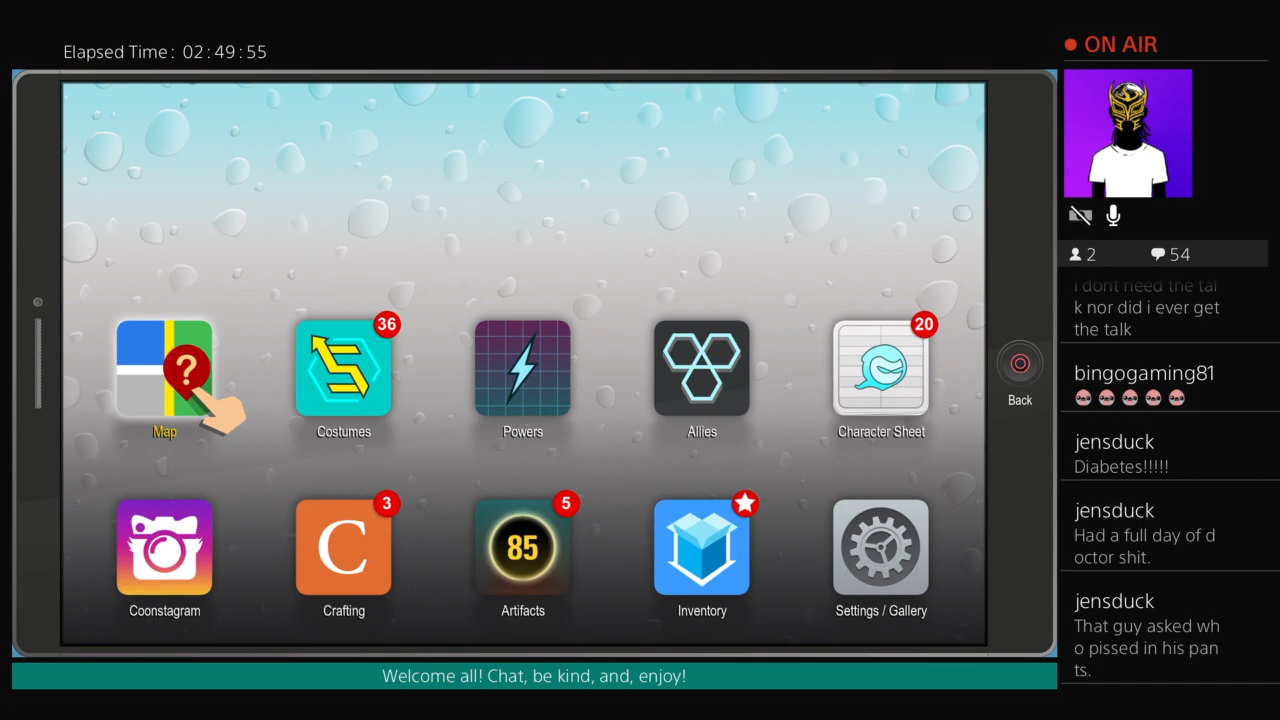 Elapsed Time: 02:49:55
ON AIR
2
54
i dont need the tal
k nor did i ever get
the talk
bingogaming81
jensduck
Diabetes!!!!!
jensduck
Had a full day of d
octor shit.
jensduck
That guy asked wh
o pissed in his pan
ts.
?
36
20
Map
Costumes
Powers
Allies
Character Sheet
Back
3
5
C
85
Coonstagram
Crafting
Artifacts
Inventory
Settings / Gallery
Welcome all! Chat, be kind, and, enjoy!